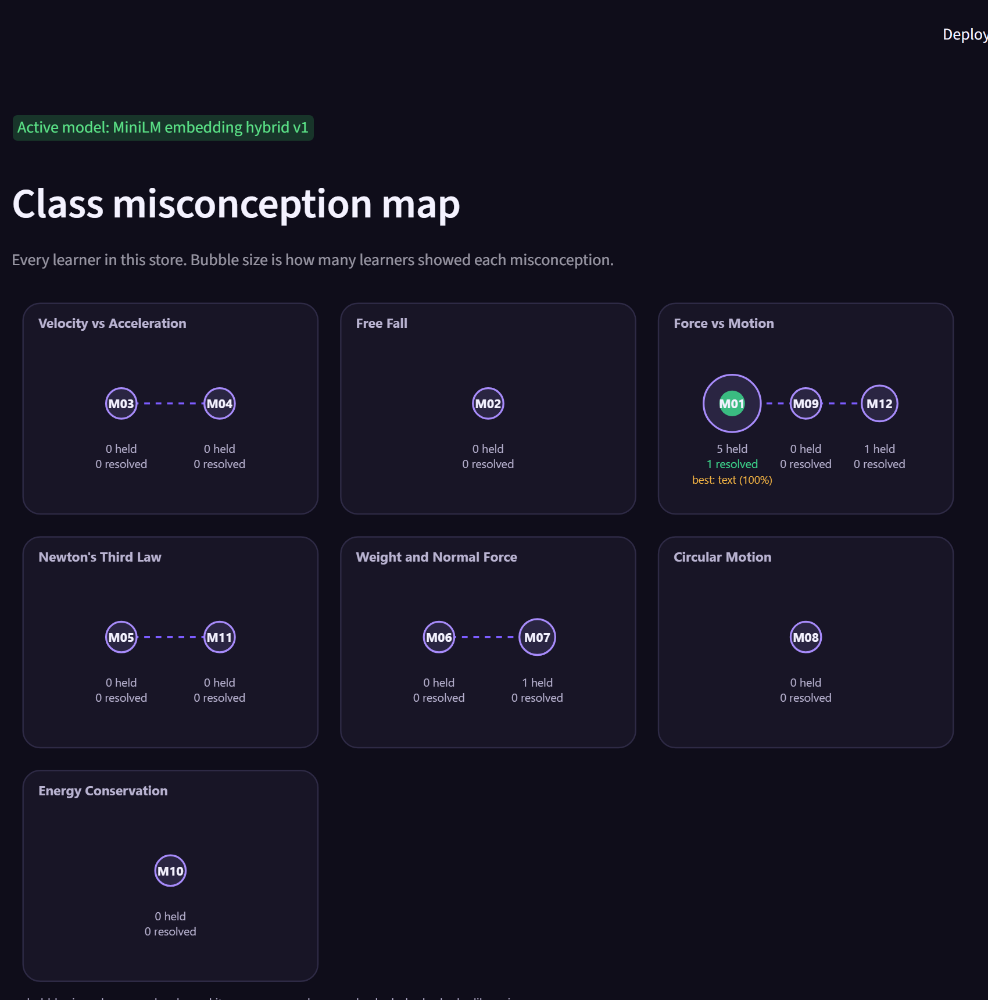 Deploy
Active model: MiniLM embedding hybrid v1
Class misconception map
Every learner in this store. Bubble size is how many learners showed each misconception.
Velocity vs Acceleration
M03
M04
0 held
0 held
0 resolved
0 resolved
Free Fall
M02
0 held
0 resolved
Force vs Motion
M01
M09
M12
5 held
0 held
1 held
1 resolved
0 resolved
0 resolved
best: text (100%)
Newton's Third Law
M05
M11
0 held
0 held
0 resolved
0 resolved
Weight and Normal Force
M06
M07
0 held
1 held
0 resolved
0 resolved
Circular Motion
M08
0 held
0 resolved
Energy Conservation
M10
0 held
0 resolved